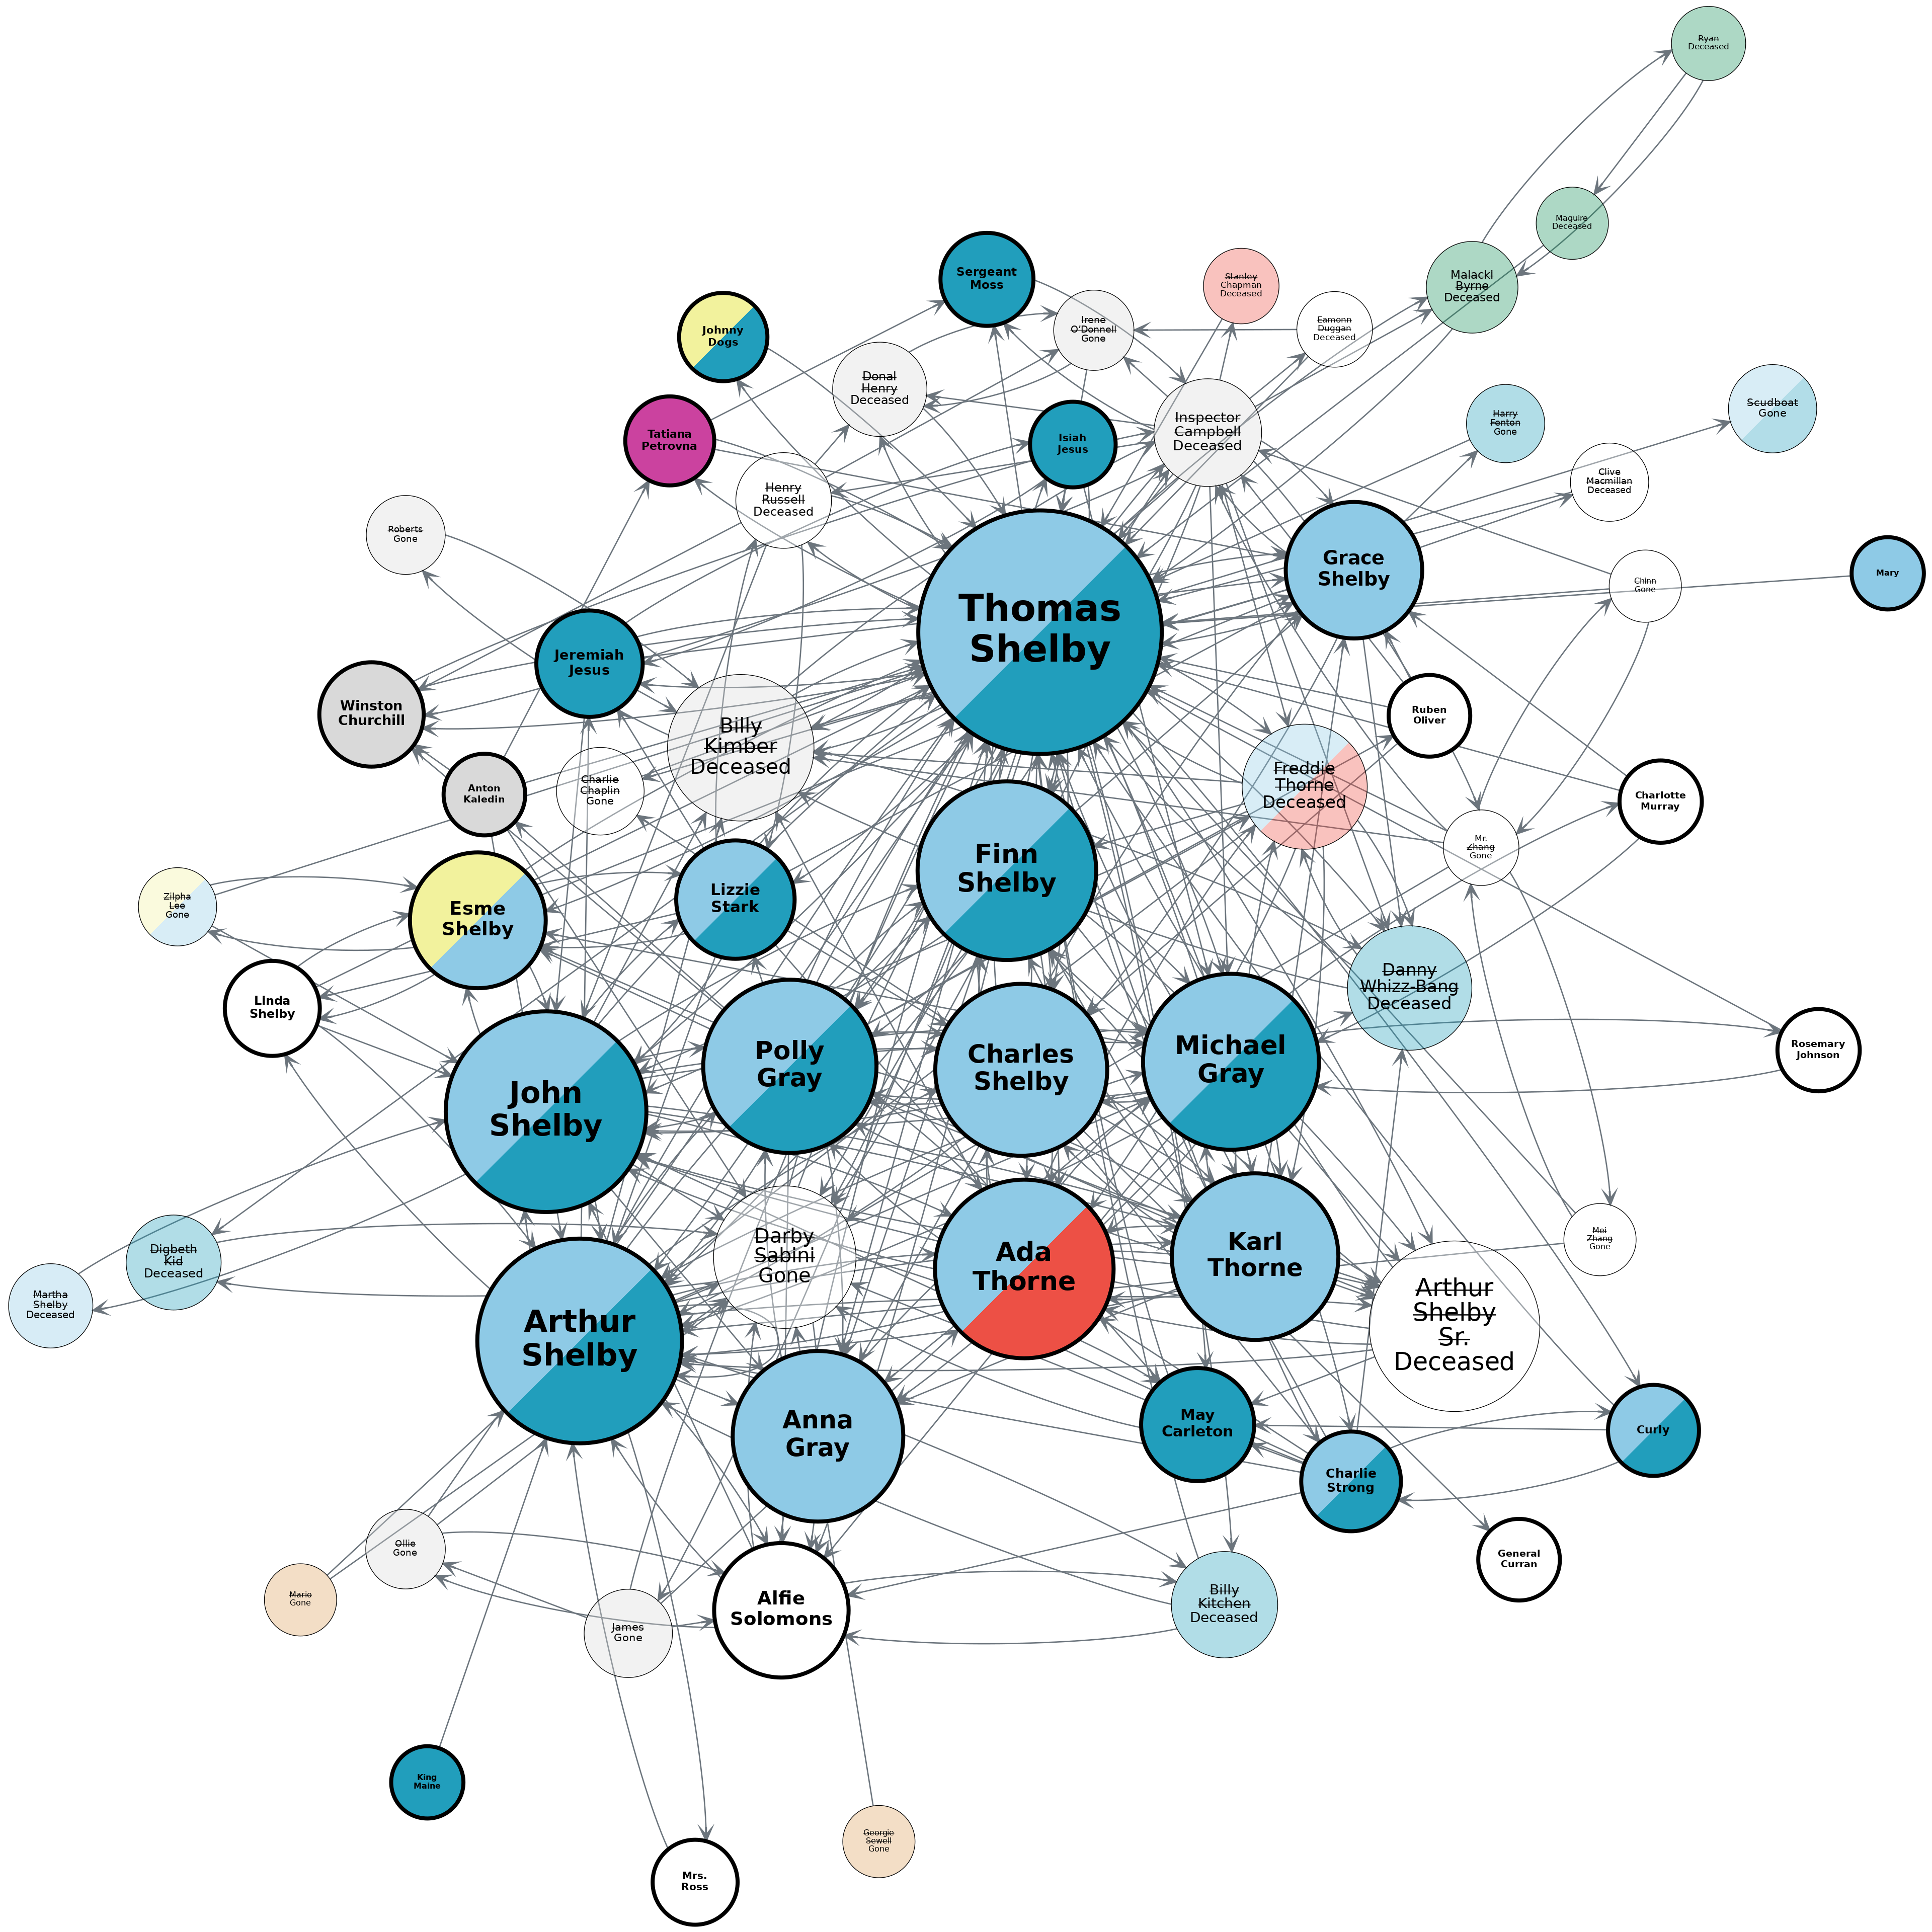 Ryan
Deceased
Maguire
Deceased
Malacki
Byrne
Deceased
Sergeant
Moss
Stanley
Chapman
Deceased
Irene
O'Donnell
Gone
Eamonn
Duggan
Deceased
Johnny
Dogs
Donal
Henry
Deceased
Scudboat
Gone
Tatiana
Petrovna
Isiah
Jesus
Inspector
Campbell
Deceased
Harry
Fenton
Gone
Clive
Macmillan
Deceased
Henry
Russell
Deceased
Roberts
Gone
Grace
Shelby
Chinn
Gone
Mary
Thomas
Shelby
Jeremiah
Jesus
Winston
Churchill
Ruben
Oliver
Billy
Kimber
Deceased
Anton
Kaledin
Charlie
Chaplin
Gone
Freddie
Thorne
Deceased
Charlotte
Murray
Mr.
Zhang
Gone
Finn
Shelby
Zilpha
Lee
Gone
Esme
Shelby
Lizzie
Stark
Danny
Whizz-Bang
Deceased
Linda
Shelby
Rosemary
Johnson
John
Shelby
Polly
Gray
Charles
Shelby
Michael
Gray
Mei
Zhang
Gone
Digbeth
Kid
Deceased
Darby
Sabini
Gone
Ada
Thorne
Karl
Thorne
Martha
Shelby
Deceased
Arthur
Shelby
Sr.
Deceased
Arthur
Shelby
Anna
Gray
May
Carleton
Curly
Charlie
Strong
Ollie
Gone
General
Curran
Mario
Gone
James
Gone
Alfie
Solomons
Billy
Kitchen
Deceased
King
Maine
Georgie
Sewell
Gone
Mrs.
Ross